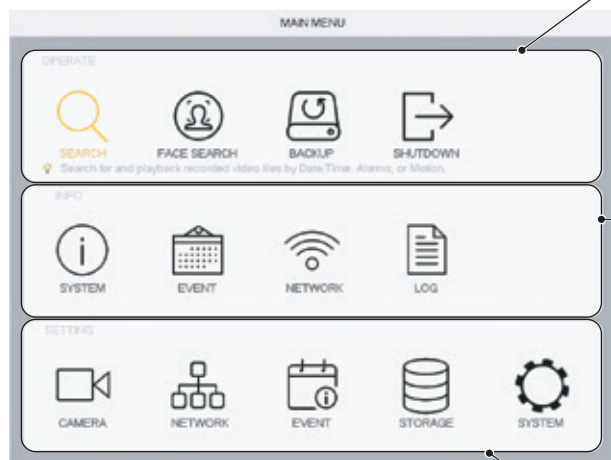 MAIN MENU
OPERATE
SEARCH FACE SEARCH BACKUP SHUTDOWN
Search for and playback recorded video files by Date/Time, Alarms, or Motion.
INFO
SYSTEM EVENT NETWORK LOG
SETTING
CAMERA NETWORK EVENT STORAGE SYSTEM